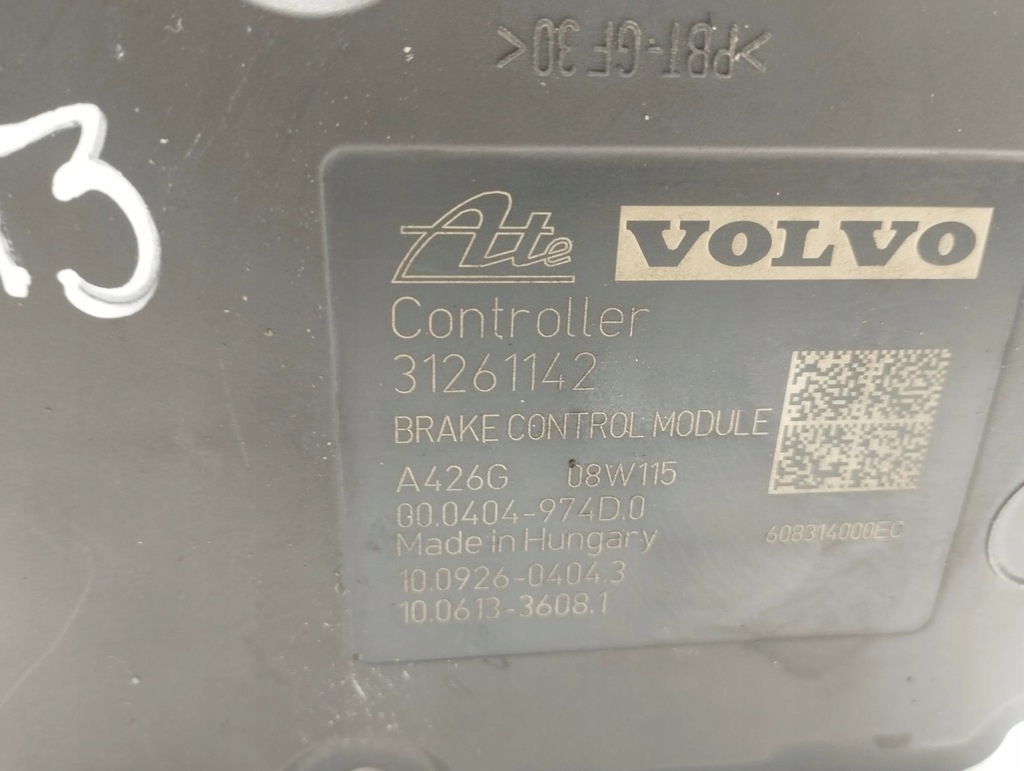 >PBT-GF30<
13
Ate VOLVO
Controller
31261142
BRAKE CONTROL MODULE
A426G 08W115
00.0404-974D.0
Made in Hungary
608314000EC
10.0926-0404.3
10.0613-3608.1